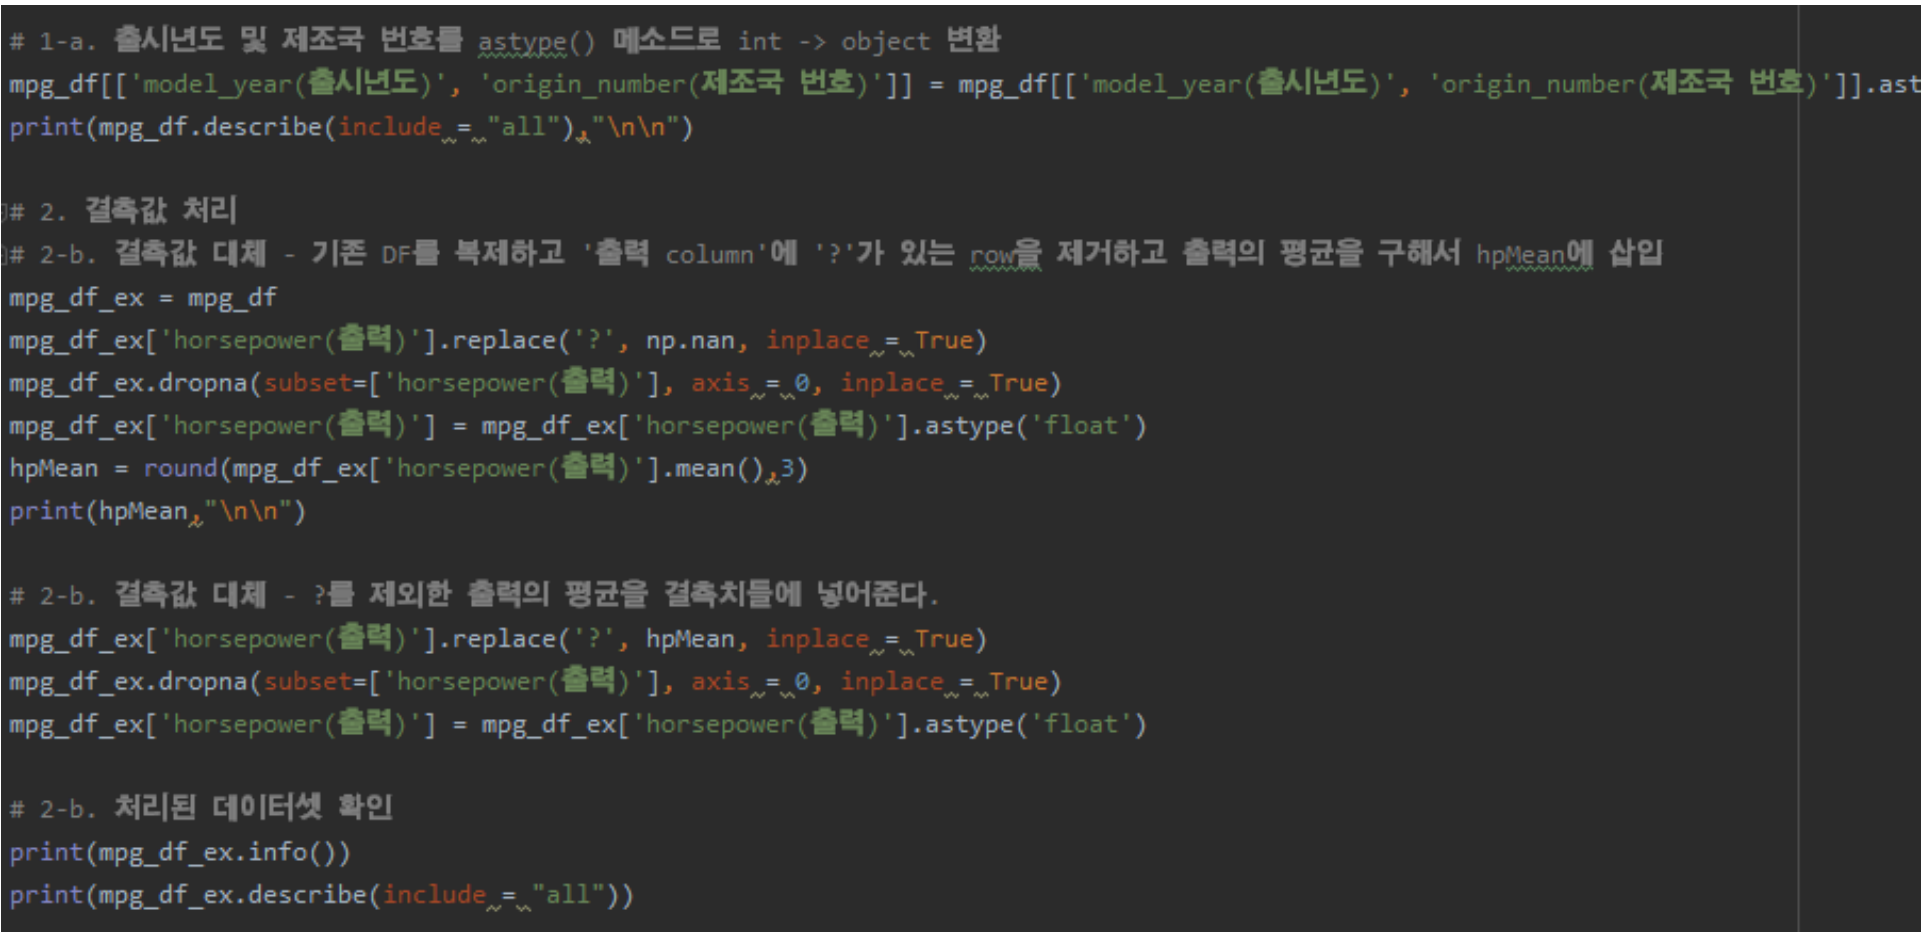 # 1-a. 출시년도 및 제조국 번호를 astype() 메소드로 int -> object 변환
mpg_df[['model_year(출시년도)', 'origin_number(제조국 번호)']] = mpg_df[['model_year(출시년도)', 'origin_number(제조국 번호)']].ast
print(mpg_df.describe(include = "all"),"\n\n")
# 2. 결측값 처리
# 2-b. 결측값 대체 - 기존 DF를 복제하고 '출력 column'에 '?'가 있는 row을 제거하고 출력의 평균을 구해서 hpMean에 삽입
mpg_df_ex = mpg_df
mpg_df_ex['horsepower(출력)'].replace('?', np.nan, inplace = True)
mpg_df_ex.dropna(subset=['horsepower(출력)'], axis = 0, inplace = True)
mpg_df_ex['horsepower(출력)'] = mpg_df_ex['horsepower(출력)'].astype('float')
hpMean = round(mpg_df_ex['horsepower(출력)'].mean(),3)
print(hpMean,"\n\n")
# 2-b. 결측값 대체 - ?를 제외한 출력의 평균을 결측치들에 넣어준다.
mpg_df_ex['horsepower(출력)'].replace('?', hpMean, inplace = True)
mpg_df_ex.dropna(subset=['horsepower(출력)'], axis = 0, inplace = True)
mpg_df_ex['horsepower(출력)'] = mpg_df_ex['horsepower(출력)'].astype('float')
# 2-b. 처리된 데이터셋 확인
print(mpg_df_ex.info())
print(mpg_df_ex.describe(include = "all"))